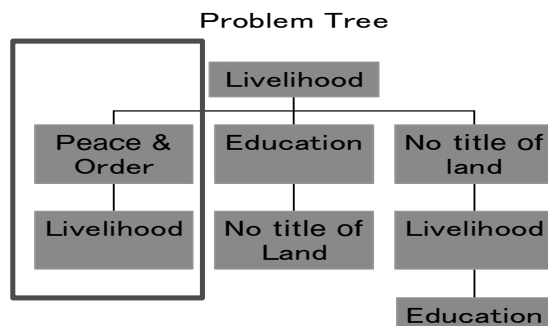 Problem Tree
Livelihood
Peace &
Order
Education
No title of
land
Livelihood
No title of
Land
Livelihood
Education